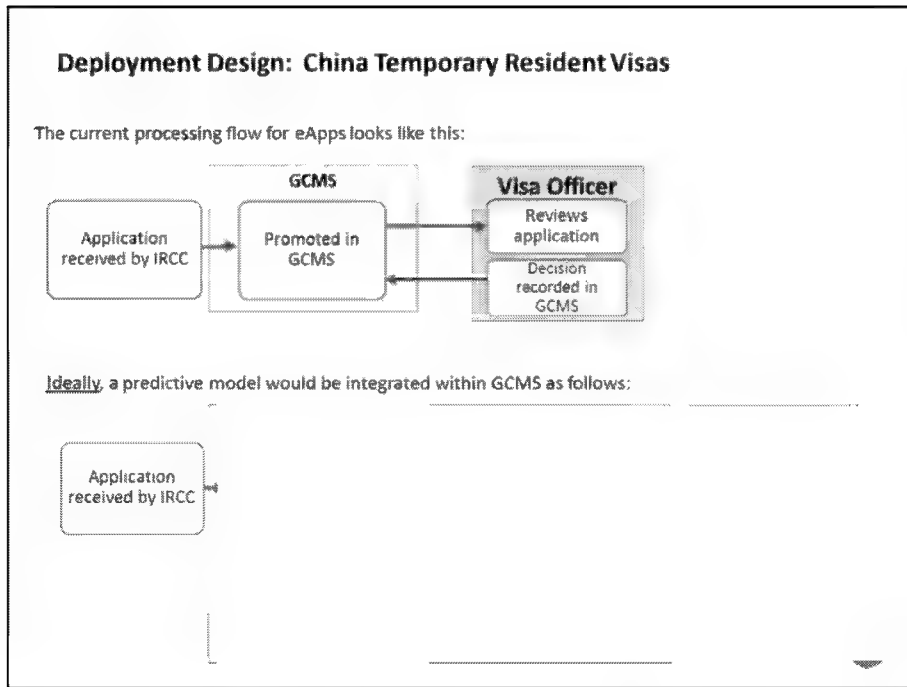 Deployment Design: China Temporary Resident Visas
The current processing flow for eApps looks like this:
GCMS
Visa Officer
Application
received by IRCC
Promoted in
GCMS
Reviews
application
Decision
recorded in
GCMS
Ideally, a predictive model would be integrated within GCMS as follows:
Application
received by IRCC